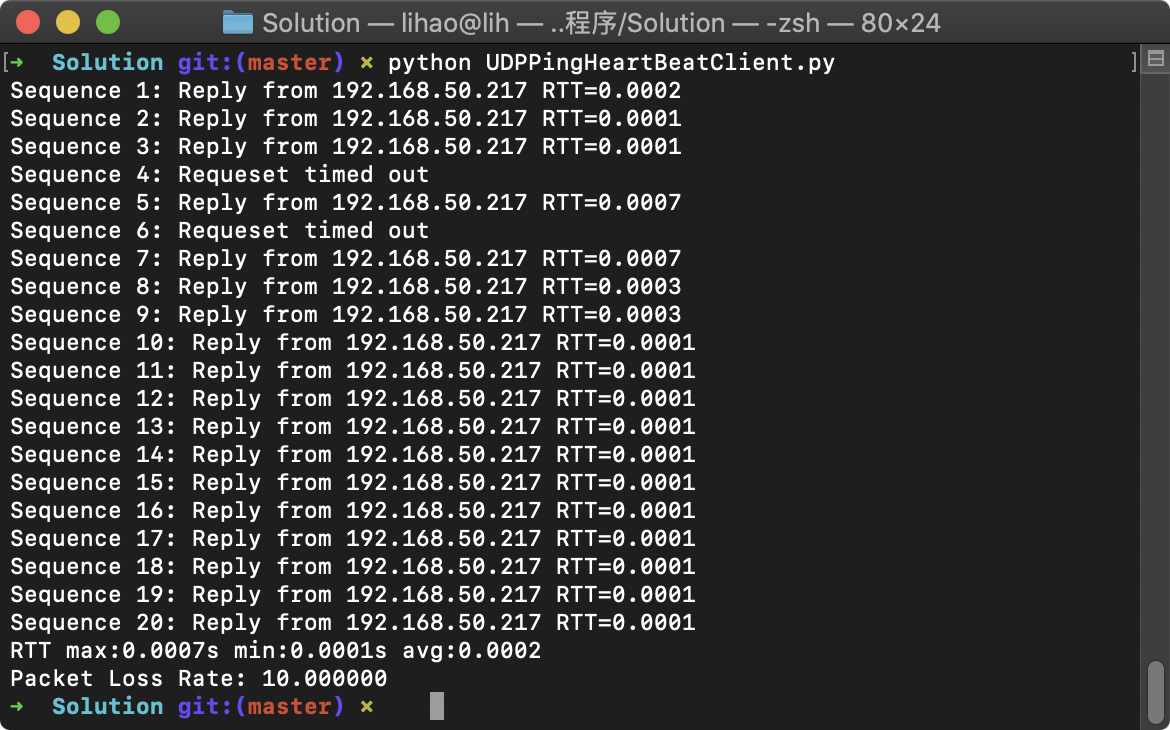 Solution — lihao@lih — ..程序/Solution — -zsh — 80×24
[➜ Solution git:(master) ✗ python UDPPingHeartBeatClient.py ]
Sequence 1: Reply from 192.168.50.217 RTT=0.0002
Sequence 2: Reply from 192.168.50.217 RTT=0.0001
Sequence 3: Reply from 192.168.50.217 RTT=0.0001
Sequence 4: Requeset timed out
Sequence 5: Reply from 192.168.50.217 RTT=0.0007
Sequence 6: Requeset timed out
Sequence 7: Reply from 192.168.50.217 RTT=0.0007
Sequence 8: Reply from 192.168.50.217 RTT=0.0003
Sequence 9: Reply from 192.168.50.217 RTT=0.0003
Sequence 10: Reply from 192.168.50.217 RTT=0.0001
Sequence 11: Reply from 192.168.50.217 RTT=0.0001
Sequence 12: Reply from 192.168.50.217 RTT=0.0001
Sequence 13: Reply from 192.168.50.217 RTT=0.0001
Sequence 14: Reply from 192.168.50.217 RTT=0.0001
Sequence 15: Reply from 192.168.50.217 RTT=0.0001
Sequence 16: Reply from 192.168.50.217 RTT=0.0001
Sequence 17: Reply from 192.168.50.217 RTT=0.0001
Sequence 18: Reply from 192.168.50.217 RTT=0.0001
Sequence 19: Reply from 192.168.50.217 RTT=0.0001
Sequence 20: Reply from 192.168.50.217 RTT=0.0001
RTT max:0.0007s min:0.0001s avg:0.0002
Packet Loss Rate: 10.000000
➜ Solution git:(master) ✗